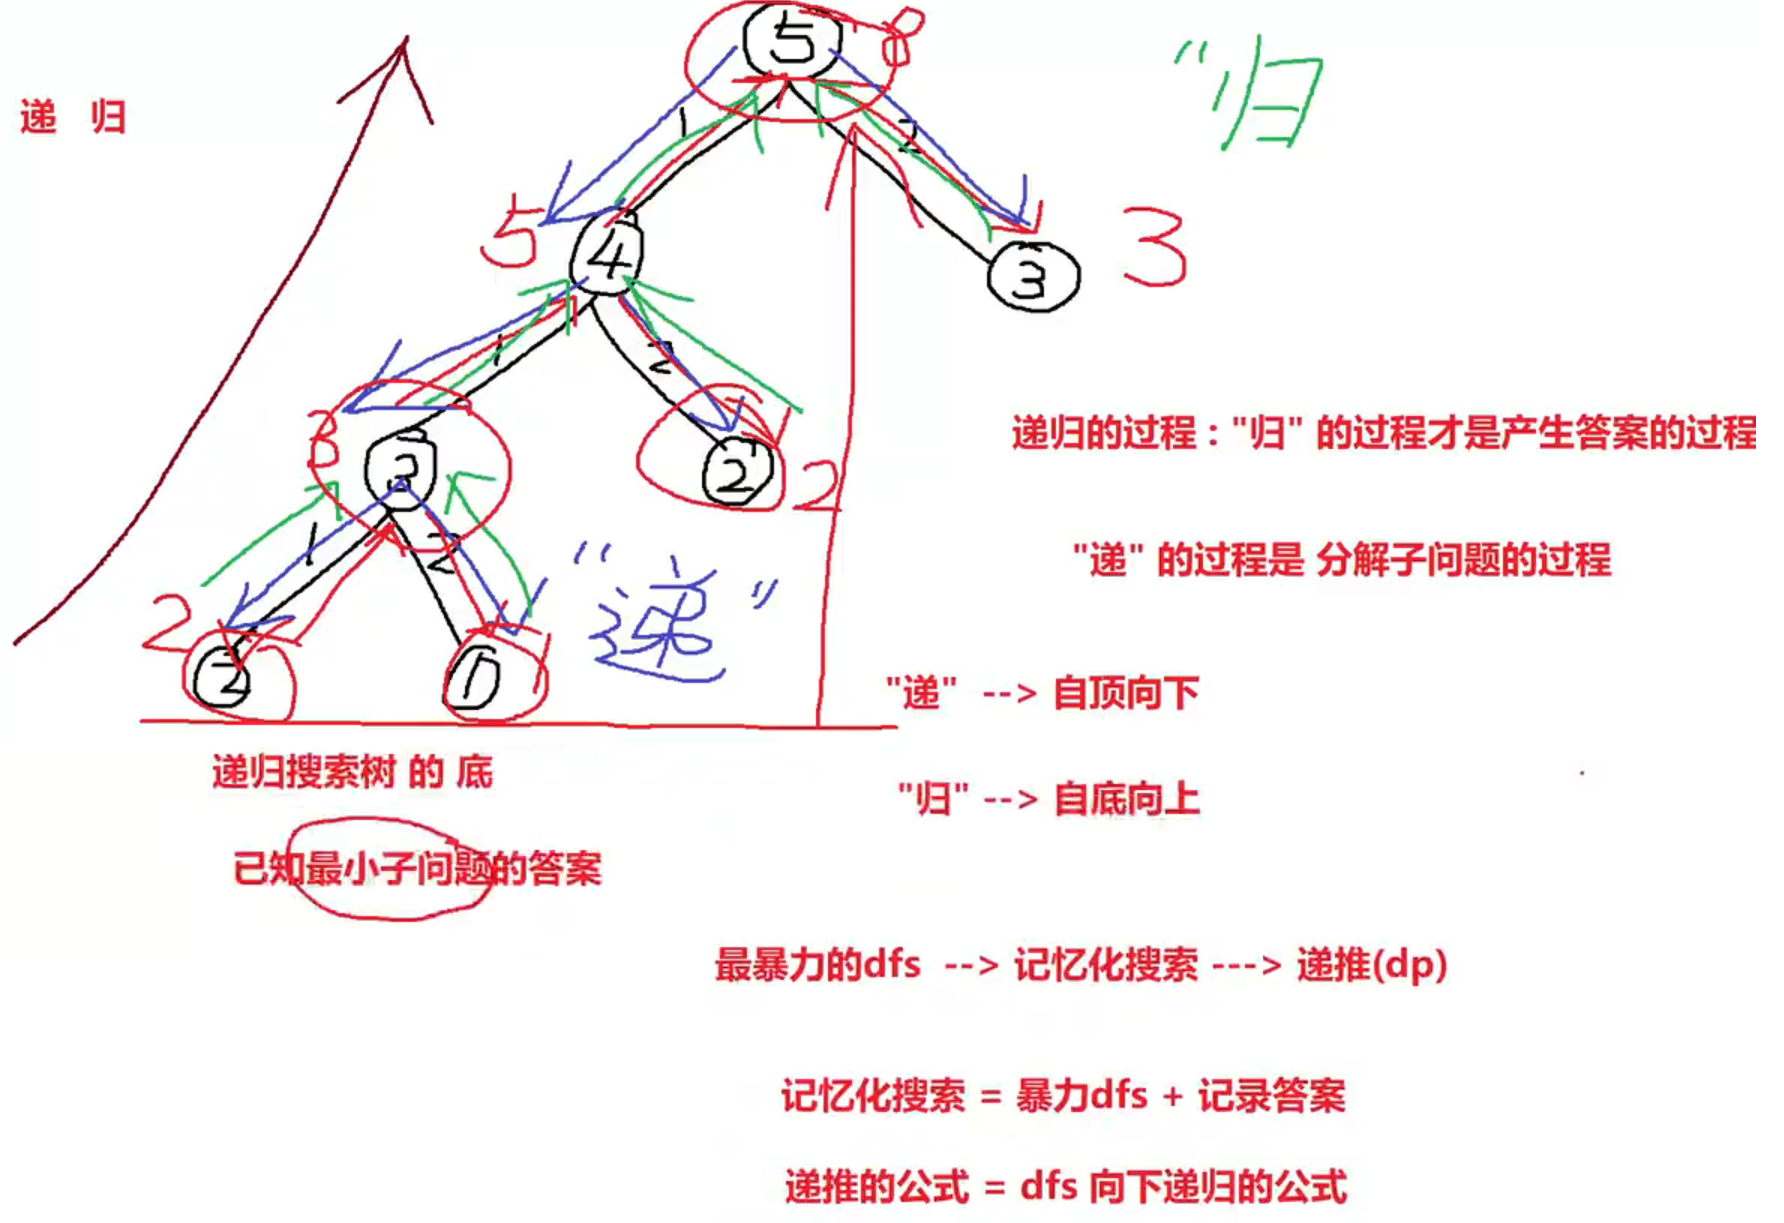 5 8
"归
递 归
1 2
5 4 3 3
1 2
3 3 2 2
1 2
"递"
2 2 1 1
递归的过程："归" 的过程才是产生答案的过程
"递" 的过程是 分解子问题的过程
"递" --> 自顶向下
"归" --> 自底向上
递归搜索树 的 底
已知最小子问题的答案
最暴力的dfs --> 记忆化搜索 ---> 递推(dp)
记忆化搜索 = 暴力dfs + 记录答案
递推的公式 = dfs 向下递归的公式